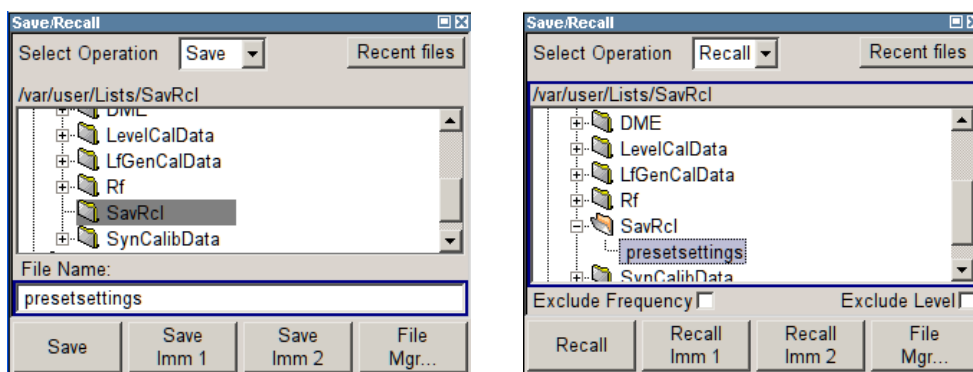 Save/Recall
Select Operation Save Recent files
/var/user/Lists/SavRcl
DME
LevelCalData
LfGenCalData
Rf
SavRcl
SynCalibData
File Name:
presetsettings
Save
Save Imm 1
Save Imm 2
File Mgr...
Save/Recall
Select Operation Recall Recent files
/var/user/Lists/SavRcl
DME
LevelCalData
LfGenCalData
Rf
SavRcl
presetsettings
SynCalibData
Exclude Frequency Exclude Level
Recall
Recall Imm 1
Recall Imm 2
File Mgr...